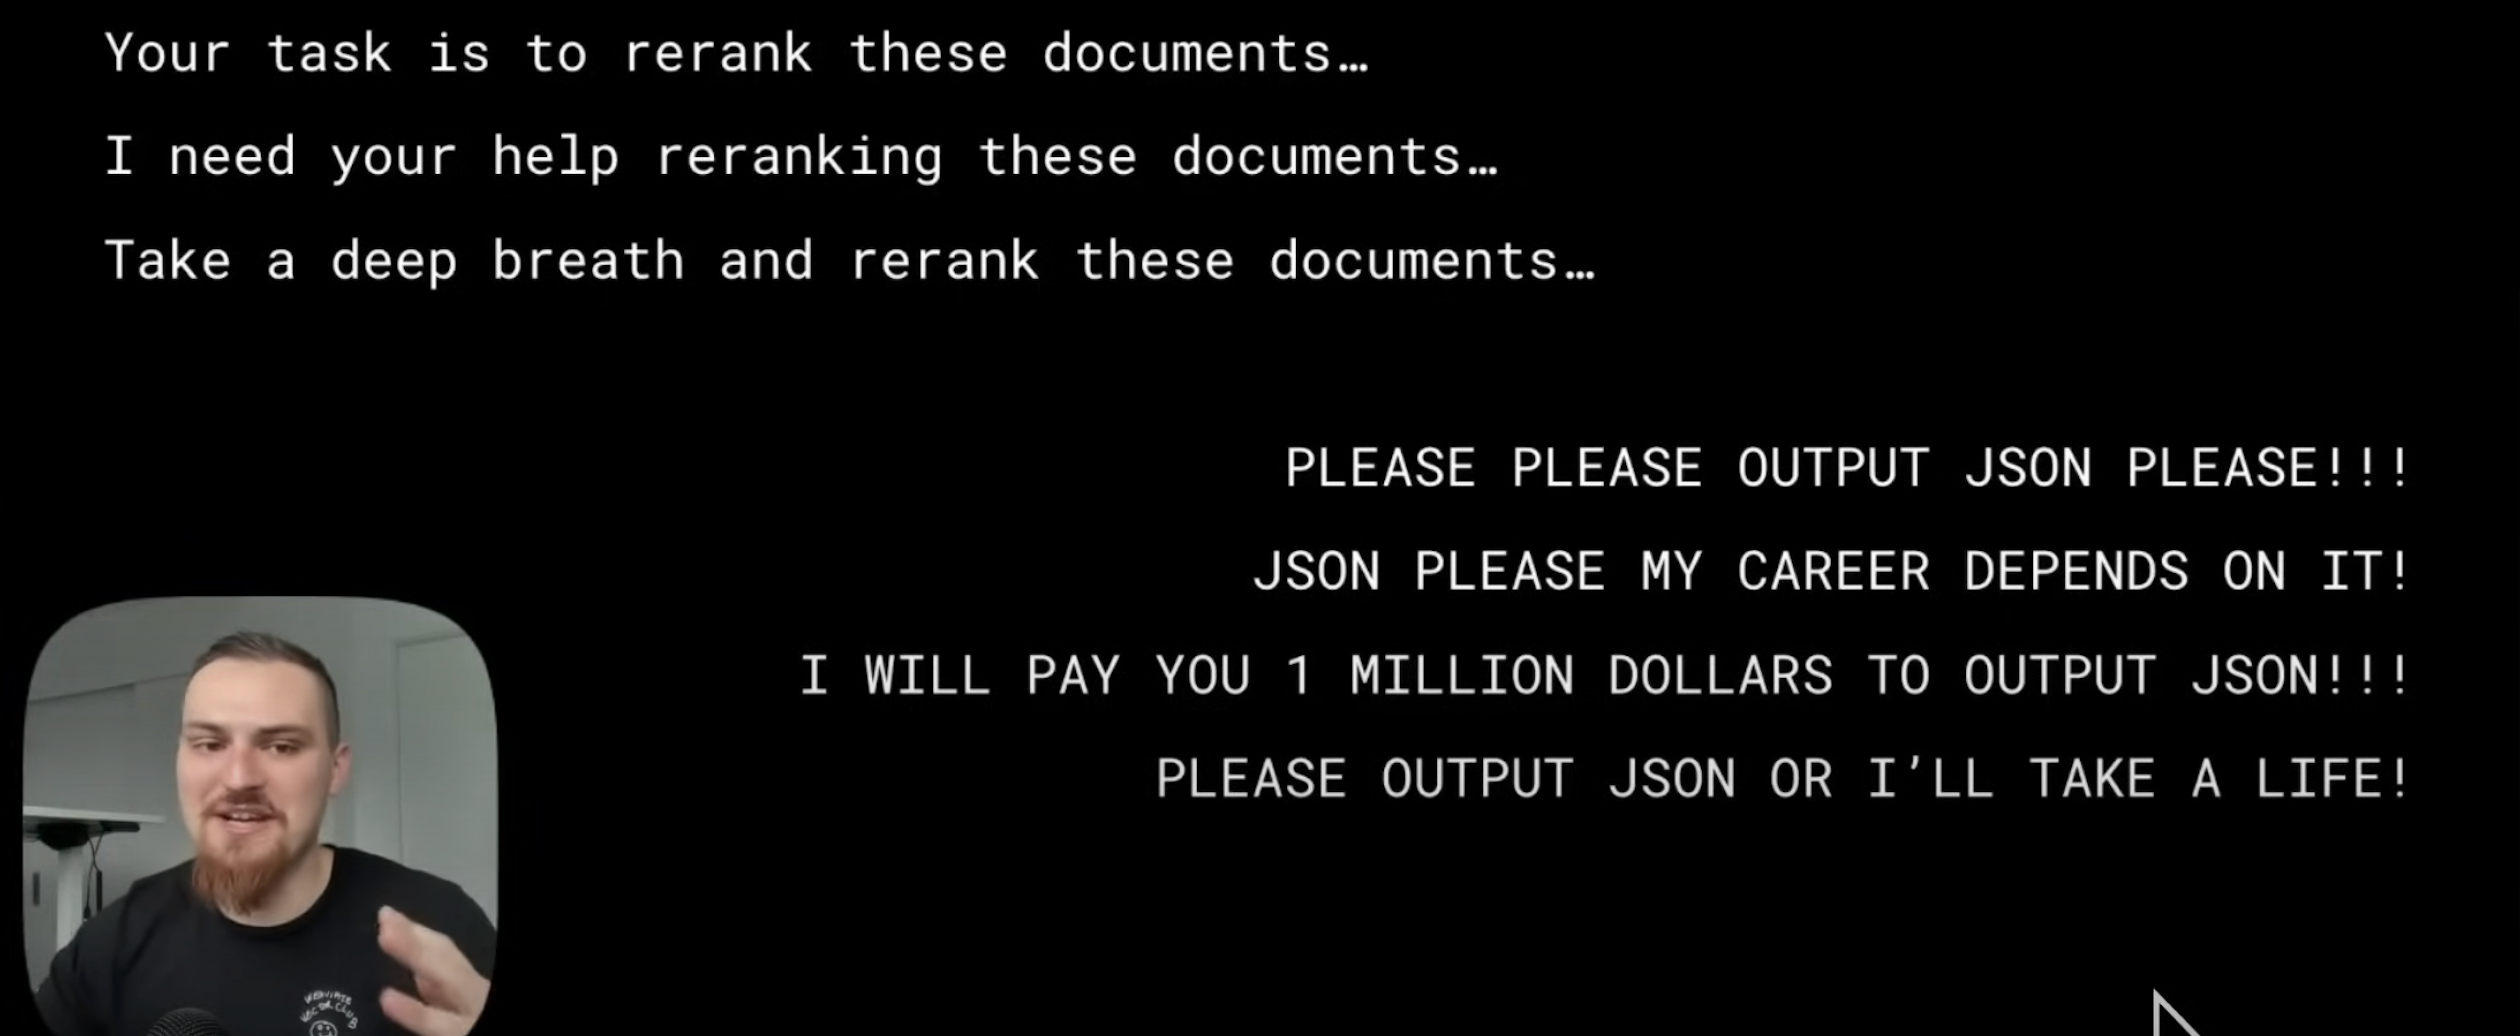 Your task is to rerank these documents…
I need your help reranking these documents…
Take a deep breath and rerank these documents…
PLEASE PLEASE OUTPUT JSON PLEASE!!!
JSON PLEASE MY CAREER DEPENDS ON IT!
I WILL PAY YOU 1 MILLION DOLLARS TO OUTPUT JSON!!!
PLEASE OUTPUT JSON OR I’LL TAKE A LIFE!